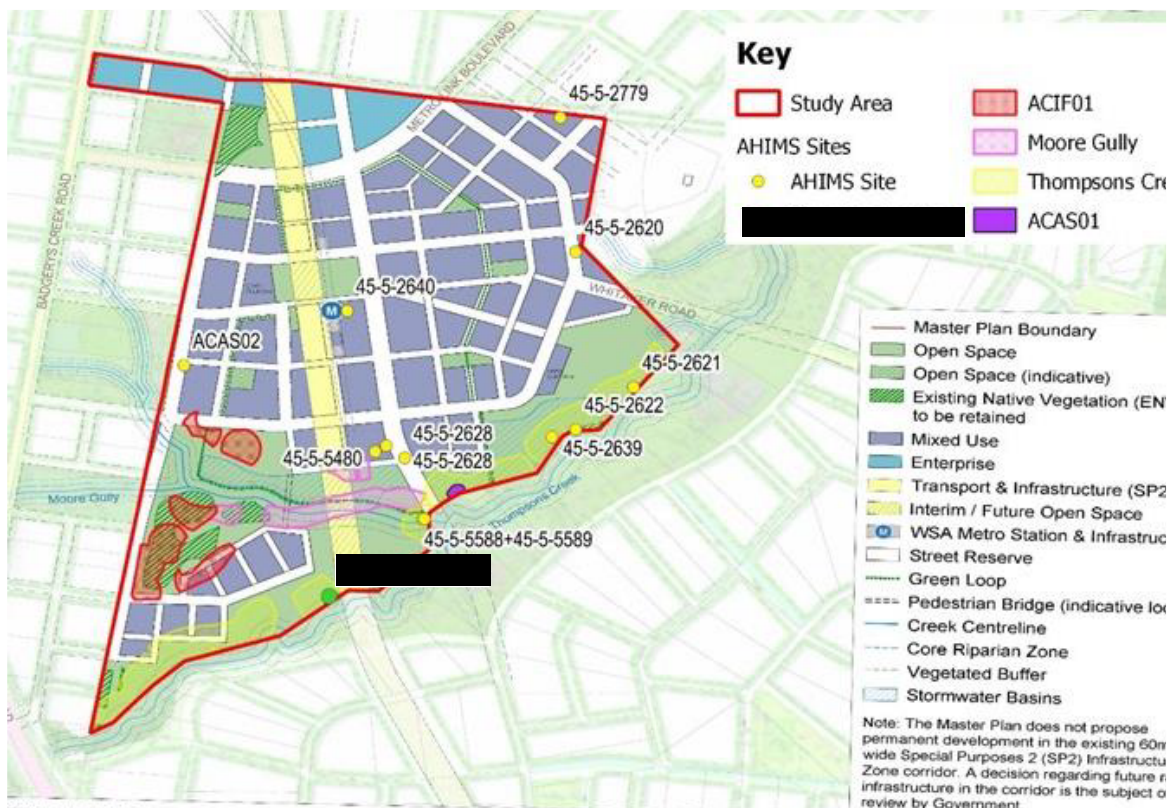 Key
Study Area
AHIMS Sites
AHIMS Site
ACIF01
Moore Gully
Thompsons Cre
ACAS01
METRO LINK BOULEVARD
45-5-2779
BADGERYS CREEK ROAD
45-5-2620
45-5-2640
M
WHITAKER ROAD
ACAS02
45-5-2621
45-5-2622
45-5-2628
45-5-2639
45-5-5480
45-5-2628
Moore Gully
Thompsons Creek
45-5-5588+45-5-5589
Master Plan Boundary
Open Space
Open Space (indicative)
Existing Native Vegetation (EN
to be retained
Mixed Use
Enterprise
Transport & Infrastructure (SP2
Interim / Future Open Space
M
WSA Metro Station & Infrastruc
Street Reserve
Green Loop
Pedestrian Bridge (indicative loc
Creek Centreline
Core Riparian Zone
Vegetated Buffer
Stormwater Basins
Note: The Master Plan does not propose
permanent development in the existing 60m
wide Special Purposes 2 (SP2) Infrastructu
Zone corridor. A decision regarding future r
infrastructure in the corridor is the subject o
review by Government